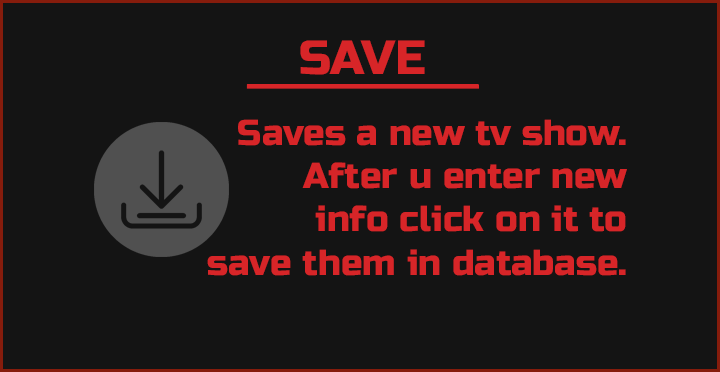 SAVE
Saves a new tv show.
After u enter new
info click on it to
save them in database.